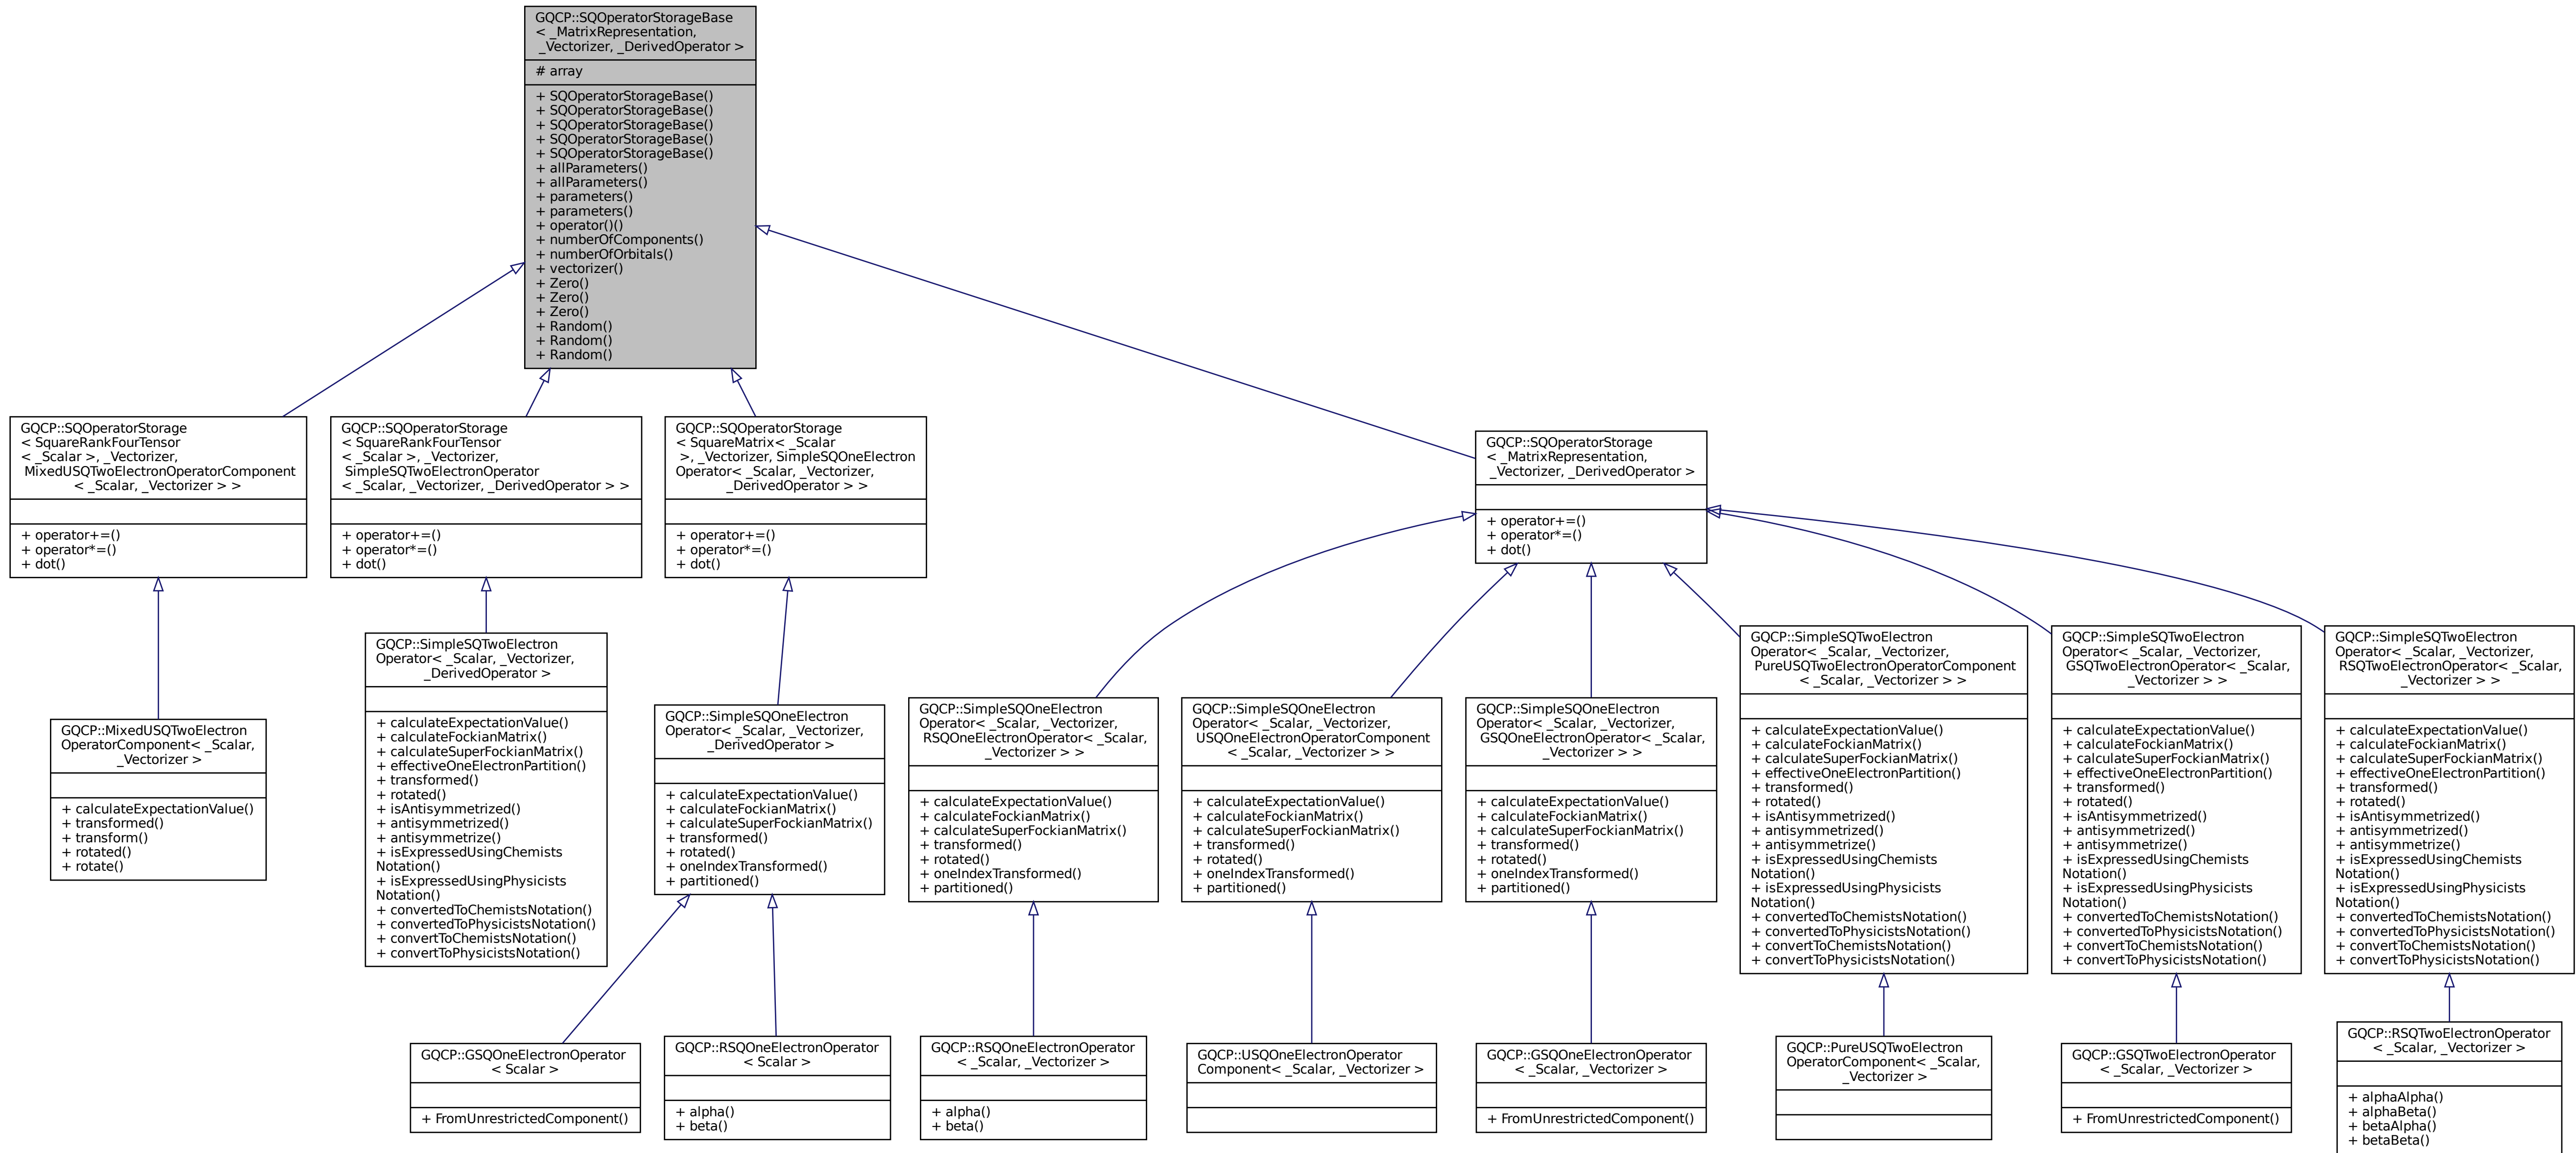 GQCP::SQOperatorStorageBase
< _MatrixRepresentation,
_Vectorizer, _DerivedOperator >
# array
+ SQOperatorStorageBase()
+ SQOperatorStorageBase()
+ SQOperatorStorageBase()
+ SQOperatorStorageBase()
+ SQOperatorStorageBase()
+ allParameters()
+ allParameters()
+ parameters()
+ parameters()
+ operator()()
+ numberOfComponents()
+ numberOfOrbitals()
+ vectorizer()
+ Zero()
+ Zero()
+ Zero()
+ Random()
+ Random()
+ Random()
GQCP::SQOperatorStorage
< SquareRankFourTensor
< _Scalar >, _Vectorizer,
MixedUSQTwoElectronOperatorComponent
< _Scalar, _Vectorizer > >
+ operator+=()
+ operator*=()
+ dot()
GQCP::SQOperatorStorage
< SquareRankFourTensor
< _Scalar >, _Vectorizer,
SimpleSQTwoElectronOperator
< _Scalar, _Vectorizer, _DerivedOperator > >
+ operator+=()
+ operator*=()
+ dot()
GQCP::SQOperatorStorage
< SquareMatrix< _Scalar
>, _Vectorizer, SimpleSQOneElectron
Operator< _Scalar, _Vectorizer,
_DerivedOperator > >
+ operator+=()
+ operator*=()
+ dot()
GQCP::SQOperatorStorage
< _MatrixRepresentation,
_Vectorizer, _DerivedOperator >
+ operator+=()
+ operator*=()
+ dot()
GQCP::MixedUSQTwoElectron
OperatorComponent< _Scalar,
_Vectorizer >
+ calculateExpectationValue()
+ transformed()
+ transform()
+ rotated()
+ rotate()
GQCP::SimpleSQTwoElectron
Operator< _Scalar, _Vectorizer,
_DerivedOperator >
+ calculateExpectationValue()
+ calculateFockianMatrix()
+ calculateSuperFockianMatrix()
+ effectiveOneElectronPartition()
+ transformed()
+ rotated()
+ isAntisymmetrized()
+ antisymmetrized()
+ antisymmetrize()
+ isExpressedUsingChemists
Notation()
+ isExpressedUsingPhysicists
Notation()
+ convertedToChemistsNotation()
+ convertedToPhysicistsNotation()
+ convertToChemistsNotation()
+ convertToPhysicistsNotation()
GQCP::SimpleSQOneElectron
Operator< _Scalar, _Vectorizer,
_DerivedOperator >
+ calculateExpectationValue()
+ calculateFockianMatrix()
+ calculateSuperFockianMatrix()
+ transformed()
+ rotated()
+ oneIndexTransformed()
+ partitioned()
GQCP::SimpleSQOneElectron
Operator< _Scalar, _Vectorizer,
RSQOneElectronOperator< _Scalar,
_Vectorizer > >
+ calculateExpectationValue()
+ calculateFockianMatrix()
+ calculateSuperFockianMatrix()
+ transformed()
+ rotated()
+ oneIndexTransformed()
+ partitioned()
GQCP::SimpleSQOneElectron
Operator< _Scalar, _Vectorizer,
USQOneElectronOperatorComponent
< _Scalar, _Vectorizer > >
+ calculateExpectationValue()
+ calculateFockianMatrix()
+ calculateSuperFockianMatrix()
+ transformed()
+ rotated()
+ oneIndexTransformed()
+ partitioned()
GQCP::SimpleSQOneElectron
Operator< _Scalar, _Vectorizer,
GSQOneElectronOperator< _Scalar,
_Vectorizer > >
+ calculateExpectationValue()
+ calculateFockianMatrix()
+ calculateSuperFockianMatrix()
+ transformed()
+ rotated()
+ oneIndexTransformed()
+ partitioned()
GQCP::SimpleSQTwoElectron
Operator< _Scalar, _Vectorizer,
PureUSQTwoElectronOperatorComponent
< _Scalar, _Vectorizer > >
+ calculateExpectationValue()
+ calculateFockianMatrix()
+ calculateSuperFockianMatrix()
+ effectiveOneElectronPartition()
+ transformed()
+ rotated()
+ isAntisymmetrized()
+ antisymmetrized()
+ antisymmetrize()
+ isExpressedUsingChemists
Notation()
+ isExpressedUsingPhysicists
Notation()
+ convertedToChemistsNotation()
+ convertedToPhysicistsNotation()
+ convertToChemistsNotation()
+ convertToPhysicistsNotation()
GQCP::SimpleSQTwoElectron
Operator< _Scalar, _Vectorizer,
GSQTwoElectronOperator< _Scalar,
_Vectorizer > >
+ calculateExpectationValue()
+ calculateFockianMatrix()
+ calculateSuperFockianMatrix()
+ effectiveOneElectronPartition()
+ transformed()
+ rotated()
+ isAntisymmetrized()
+ antisymmetrized()
+ antisymmetrize()
+ isExpressedUsingChemists
Notation()
+ isExpressedUsingPhysicists
Notation()
+ convertedToChemistsNotation()
+ convertedToPhysicistsNotation()
+ convertToChemistsNotation()
+ convertToPhysicistsNotation()
GQCP::SimpleSQTwoElectron
Operator< _Scalar, _Vectorizer,
RSQTwoElectronOperator< _Scalar,
_Vectorizer > >
+ calculateExpectationValue()
+ calculateFockianMatrix()
+ calculateSuperFockianMatrix()
+ effectiveOneElectronPartition()
+ transformed()
+ rotated()
+ isAntisymmetrized()
+ antisymmetrized()
+ antisymmetrize()
+ isExpressedUsingChemists
Notation()
+ isExpressedUsingPhysicists
Notation()
+ convertedToChemistsNotation()
+ convertedToPhysicistsNotation()
+ convertToChemistsNotation()
+ convertToPhysicistsNotation()
GQCP::GSQOneElectronOperator
< Scalar >
+ FromUnrestrictedComponent()
GQCP::RSQOneElectronOperator
< Scalar >
+ alpha()
+ beta()
GQCP::RSQOneElectronOperator
< _Scalar, _Vectorizer >
+ alpha()
+ beta()
GQCP::USQOneElectronOperator
Component< _Scalar, _Vectorizer >
GQCP::GSQOneElectronOperator
< _Scalar, _Vectorizer >
+ FromUnrestrictedComponent()
GQCP::PureUSQTwoElectron
OperatorComponent< _Scalar,
_Vectorizer >
GQCP::GSQTwoElectronOperator
< _Scalar, _Vectorizer >
+ FromUnrestrictedComponent()
GQCP::RSQTwoElectronOperator
< _Scalar, _Vectorizer >
+ alphaAlpha()
+ alphaBeta()
+ betaAlpha()
+ betaBeta()